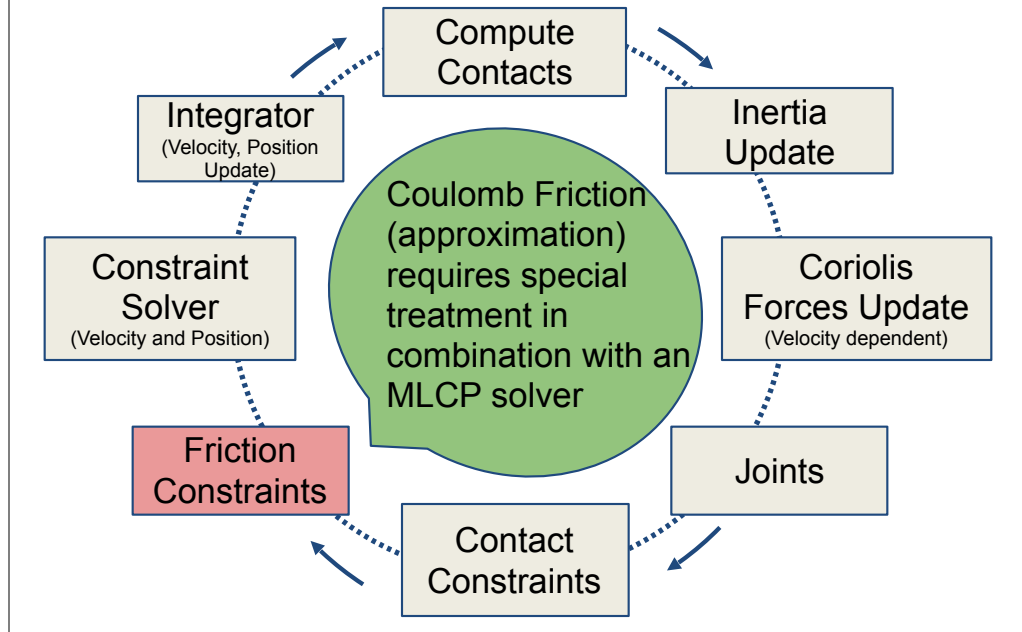 Compute
Contacts
Inertia
Update
Coriolis
Forces Update
(Velocity dependent)
Joints
Contact
Constraints
Friction
Constraints
Constraint
Solver
(Velocity and Position)
Integrator
(Velocity, Position
Update)
Coulomb Friction
(approximation)
requires special
treatment in
combination with an
MLCP solver